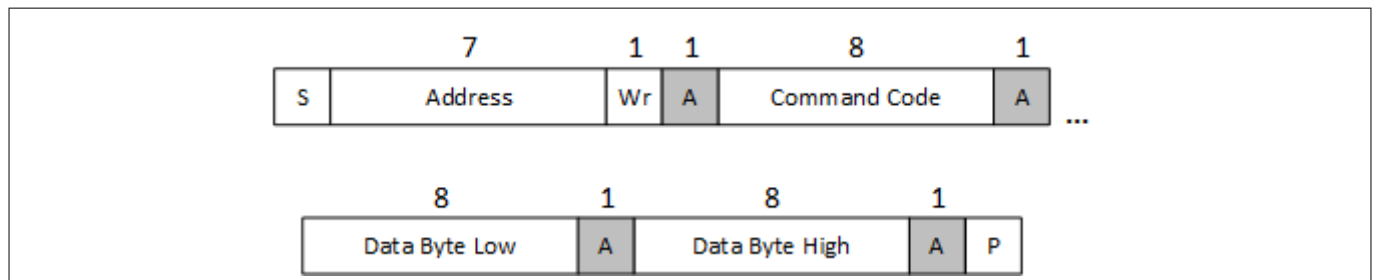 7 1 1 8 1
S Address Wr A Command Code A ...
8 1 8 1
Data Byte Low A Data Byte High A P